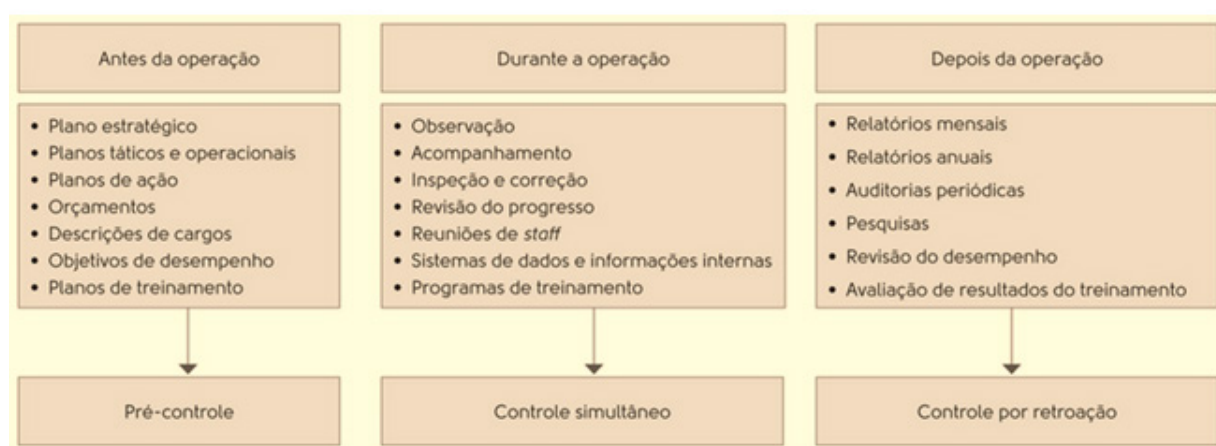 Antes da operação
• Plano estratégico
• Planos táticos e operacionais
• Planos de ação
• Orçamentos
• Descrições de cargos
• Objetivos de desempenho
• Planos de treinamento
Pré-controle
Durante a operação
• Observação
• Acompanhamento
• Inspeção e correção
• Revisão do progresso
• Reuniões de staff
• Sistemas de dados e informações internas
• Programas de treinamento
Controle simultâneo
Depois da operação
• Relatórios mensais
• Relatórios anuais
• Auditorias periódicas
• Pesquisas
• Revisão do desempenho
• Avaliação de resultados do treinamento
Controle por retroação